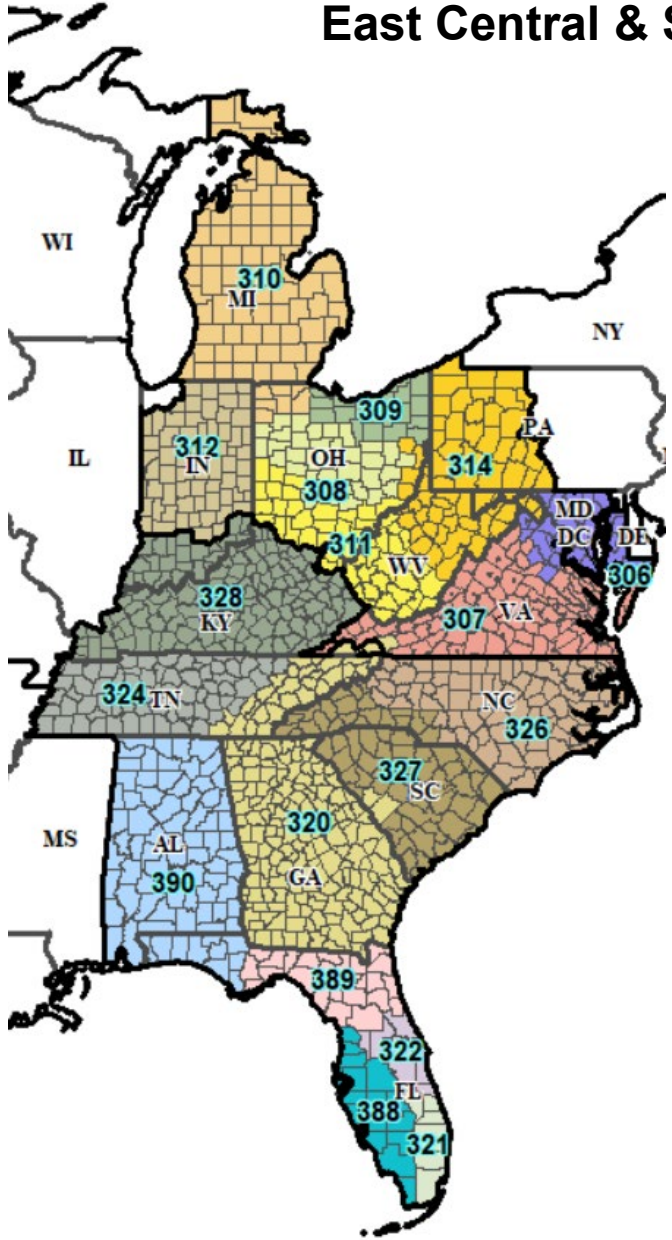 East Central & S
WI
310
MI
NY
309
PA
312
IN
IL
OH
314
308
MD
DC
DE
311
WV
306
328
KY
307
VA
324
TN
NC
326
327
SC
320
MS
AL
GA
390
389
322
FL
388
321